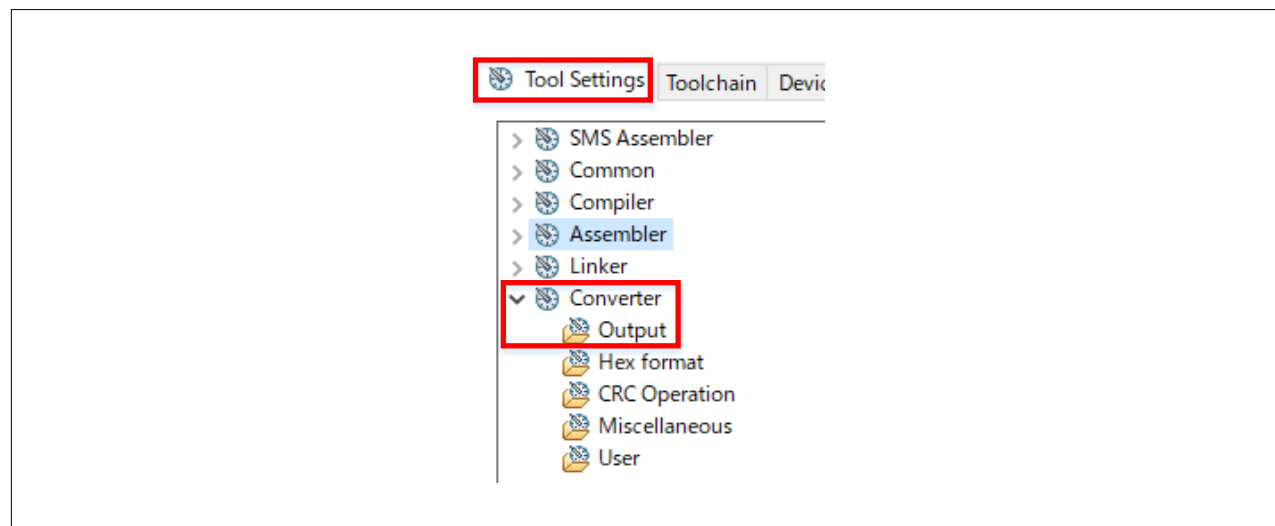 Tool Settings Toolchain
SMS Assembler
Common
Compiler
Assembler
Linker
Converter
Output
Hex format
CRC Operation
Miscellaneous
User